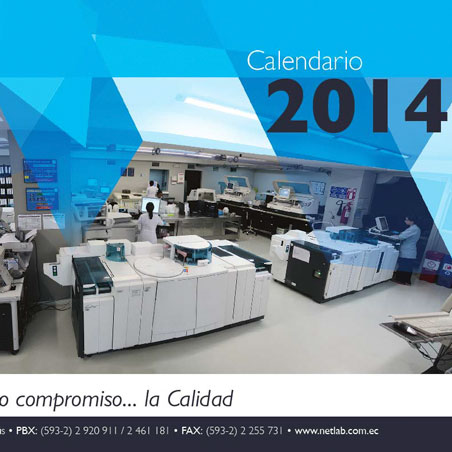 Calendario
2014
o compromiso... la Calidad
us • PBX: (593-2) 2 920 911 / 2 461 181 • FAX: (593-2) 2 255 731 • www.netlab.com.ec